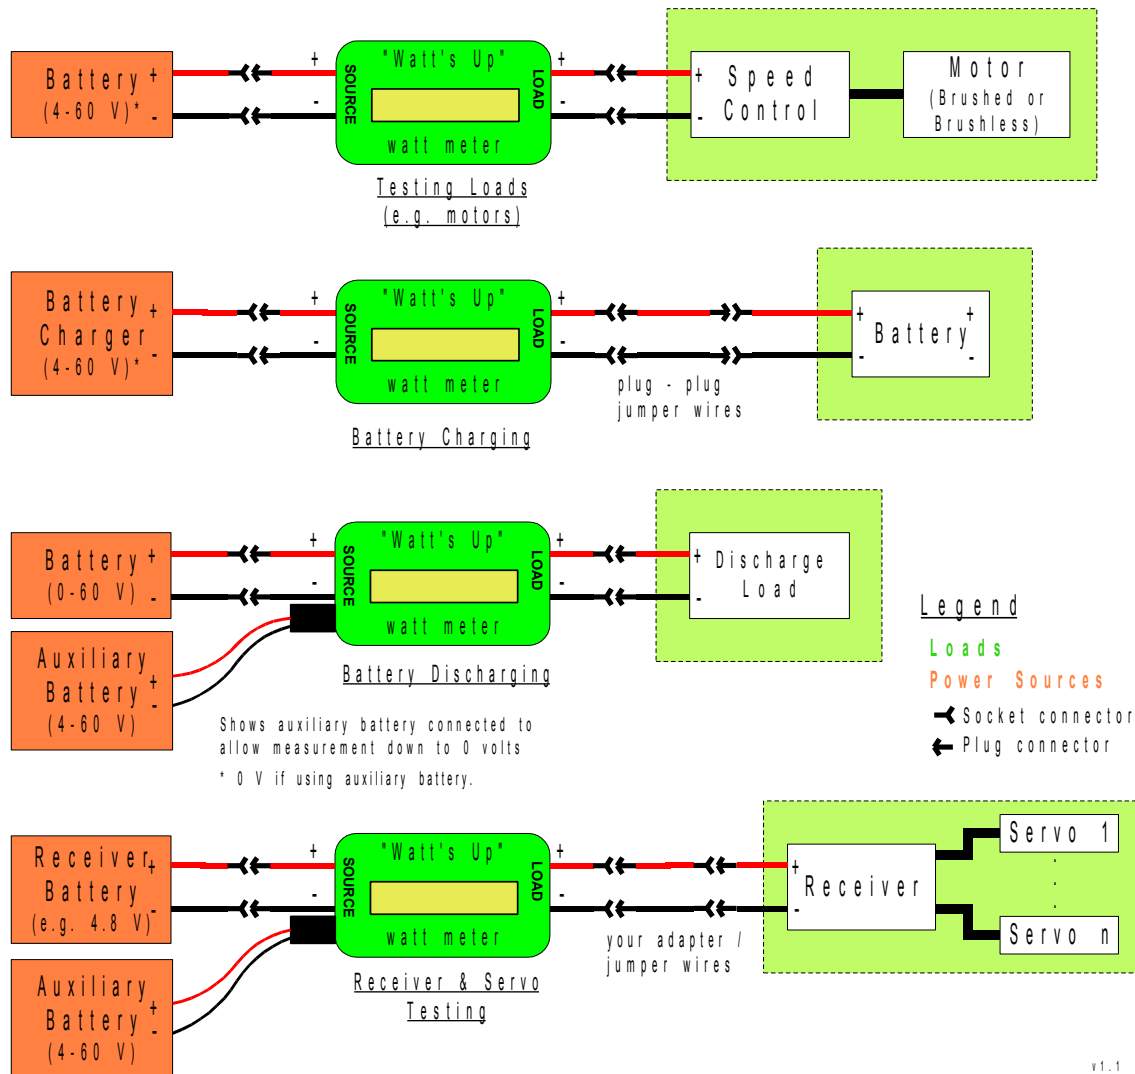 Battery
(4-60 V)*
+
-
+
-
SOURCE
"Watt's Up"
watt meter
LOAD
+
-
+
-
Speed
Control
Motor
(Brushed or
Brushless)
Testing Loads
(e.g. motors)
Battery
Charger
(4-60 V)*
+
-
+
-
SOURCE
"Watt's Up"
watt meter
LOAD
+
-
plug - plug
jumper wires
+
-
Battery
+
-
Battery Charging
Battery
(0-60 V)
+
-
Auxiliary
Battery
(4-60 V)
+
-
+
-
SOURCE
"Watt's Up"
watt meter
LOAD
+
-
+
-
Discharge
Load
Battery Discharging
Shows auxiliary battery connected to
allow measurement down to 0 volts
* 0 V if using auxiliary battery.
Legend
Loads
Power Sources
Socket connector
Plug connector
Receiver
Battery
(e.g. 4.8 V)
+
-
Auxiliary
Battery
(4-60 V)
+
-
+
-
SOURCE
"Watt's Up"
watt meter
LOAD
+
-
your adapter /
jumper wires
+
-
Receiver
Servo 1
.
.
.
Servo n
Receiver & Servo
Testing
v1.1